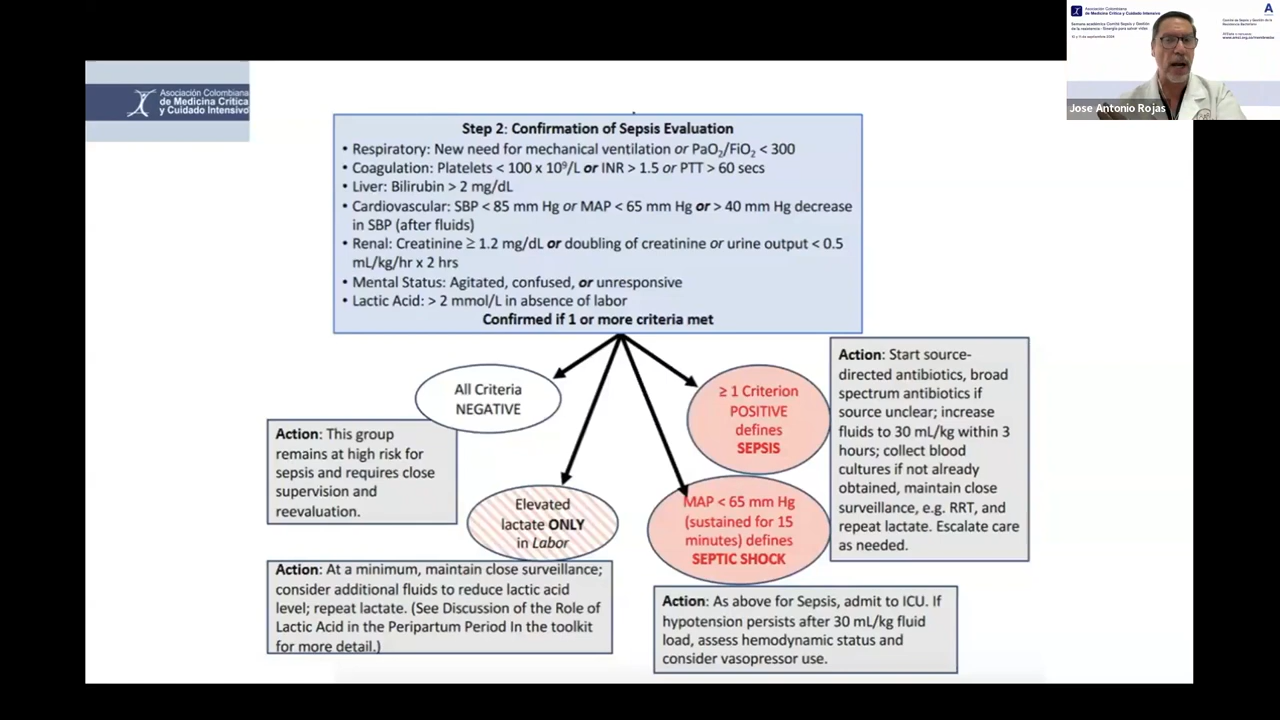 Asociación Colombiana
de Medicina Crítica
y Cuidado Intensivo
Step 2: Confirmation of Sepsis Evaluation
• Respiratory: New need for mechanical ventilation or PaO₂/FiO₂ < 300
• Coagulation: Platelets < 100 x 10⁹/L or INR > 1.5 or PTT > 60 secs
• Liver: Bilirubin > 2 mg/dL
• Cardiovascular: SBP < 85 mm Hg or MAP < 65 mm Hg or > 40 mm Hg decrease
in SBP (after fluids)
• Renal: Creatinine ≥ 1.2 mg/dL or doubling of creatinine or urine output < 0.5
mL/kg/hr x 2 hrs
• Mental Status: Agitated, confused, or unresponsive
• Lactic Acid: > 2 mmol/L in absence of labor
Confirmed if 1 or more criteria met
All Criteria
NEGATIVE
Action: This group
remains at high risk for
sepsis and requires close
supervision and
reevaluation.
Elevated
lactate ONLY
in Labor
Action: At a minimum, maintain close surveillance;
consider additional fluids to reduce lactic acid
level; repeat lactate. (See Discussion of the Role of
Lactic Acid in the Peripartum Period In the toolkit
for more detail.)
≥ 1 Criterion
POSITIVE
defines
SEPSIS
Action: Start source-
directed antibiotics, broad
spectrum antibiotics if
source unclear; increase
fluids to 30 mL/kg within 3
hours; collect blood
cultures if not already
obtained, maintain close
surveillance, e.g. RRT, and
repeat lactate. Escalate care
as needed.
MAP < 65 mm Hg
(sustained for 15
minutes) defines
SEPTIC SHOCK
Action: As above for Sepsis, admit to ICU. If
hypotension persists after 30 mL/kg fluid
load, assess hemodynamic status and
consider vasopressor use.
Asociación Colombiana
de Medicina Crítica y Cuidado Intensivo
Jose Antonio Rojas